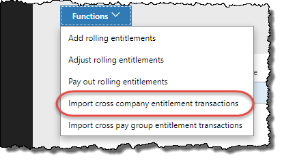 Functions
Add rolling entitlements
Adjust rolling entitlements
Pay out rolling entitlements
Import cross company entitlement transactions
Import cross pay group entitlement transactions